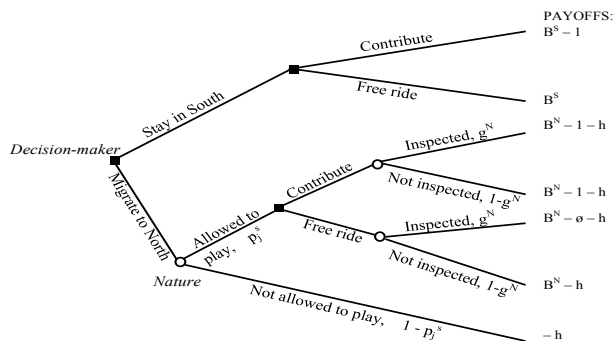 PAYOFFS:
B^S – 1
Contribute
Free ride
B^S
Stay in South
Decision-maker
Migrate to North
Inspected, g^N
B^N – 1 – h
Contribute
Not inspected, 1-g^N
B^N – 1 – h
Allowed to
play, p_j^s
Inspected, g^N
B^N – ø – h
Free ride
Not inspected, 1-g^N
B^N – h
Nature
Not allowed to play, 1 - p_j^s
– h